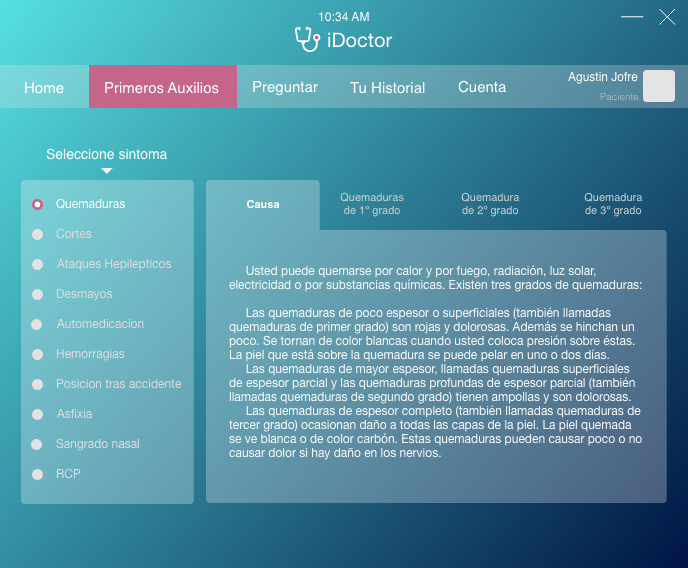 10:34 AM
iDoctor
Home
Primeros Auxilios
Preguntar
Tu Historial
Cuenta
Agustin Jofre
Paciente
Seleccione sintoma
Quemaduras
Cortes
Ataques Hepilepticos
Desmayos
Automedicacion
Hemorragias
Posicion tras accidente
Asfixia
Sangrado nasal
RCP
Causa
Quemaduras
de 1º grado
Quemadura
de 2º grado
Quemadura
de 3º grado
Usted puede quemarse por calor y por fuego, radiación, luz solar,
electricidad o por substancias químicas. Existen tres grados de quemaduras:
Las quemaduras de poco espesor o superficiales (también llamadas
quemaduras de primer grado) son rojas y dolorosas. Además se hinchan un
poco. Se tornan de color blancas cuando usted coloca presión sobre éstas.
La piel que está sobre la quemadura se puede pelar en uno o dos días.
Las quemaduras de mayor espesor, llamadas quemaduras superficiales
de espesor parcial y las quemaduras profundas de espesor parcial (también
llamadas quemaduras de segundo grado) tienen ampollas y son dolorosas.
Las quemaduras de espesor completo (también llamadas quemaduras de
tercer grado) ocasionan daño a todas las capas de la piel. La piel quemada
se ve blanca o de color carbón. Estas quemaduras pueden causar poco o no
causar dolor si hay daño en los nervios.